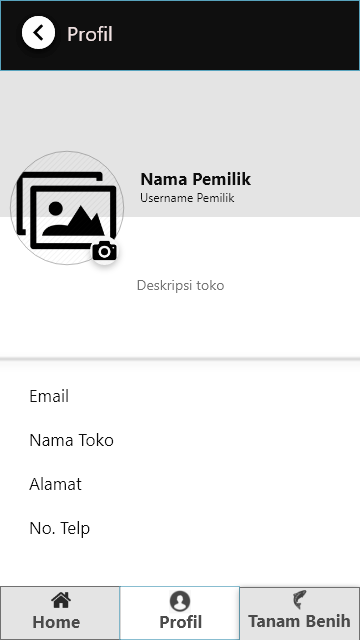 Profil
Nama Pemilik
Username Pemilik
Deskripsi toko
Email
Nama Toko
Alamat
No. Telp
Home
Profil
Tanam Benih